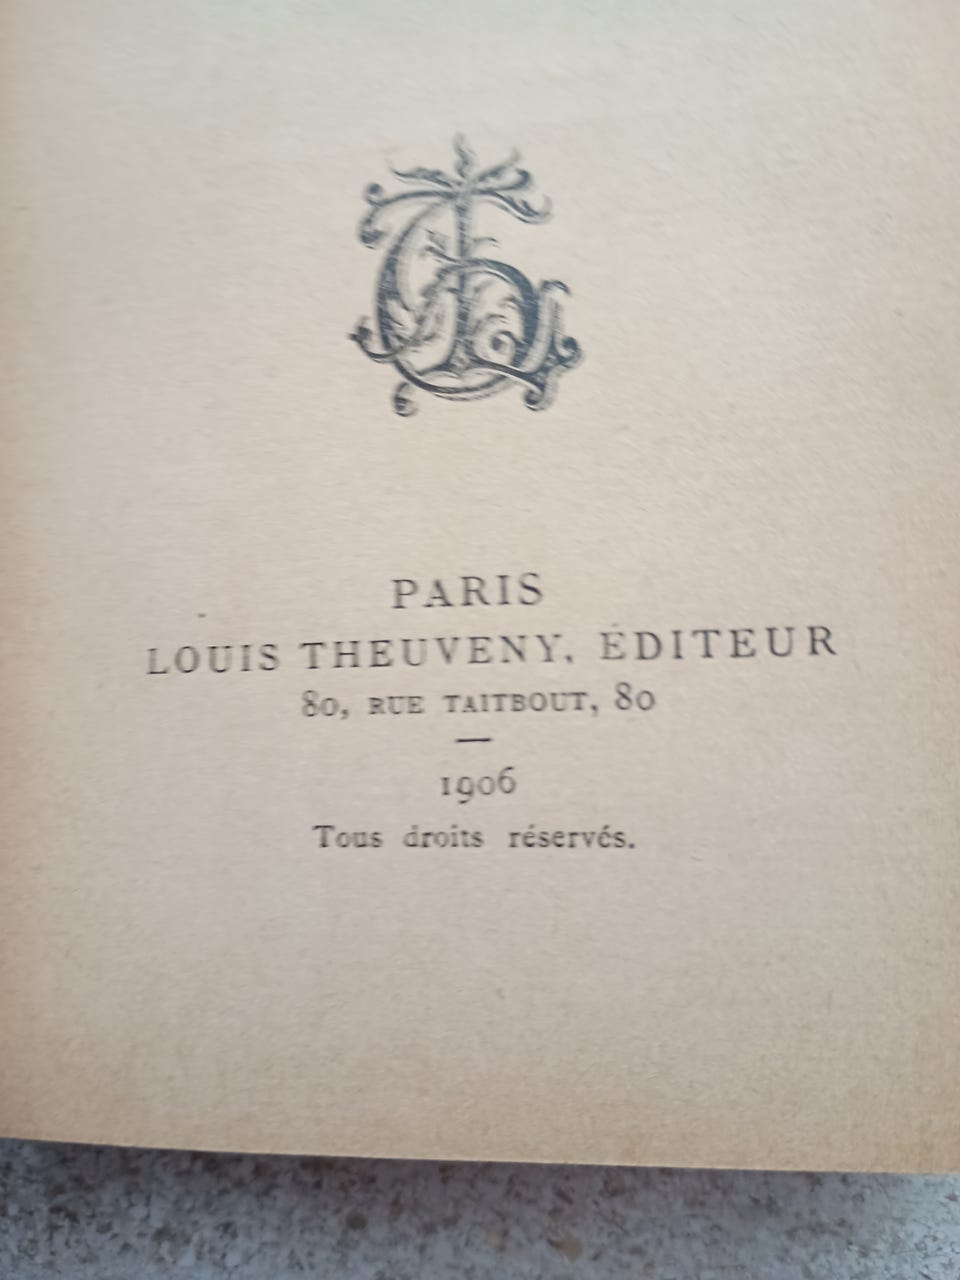 PARIS
LOUIS THEUVENY, ÉDITEUR
80, RUE TAITBOUT, 80
—
1906
Tous droits réservés.